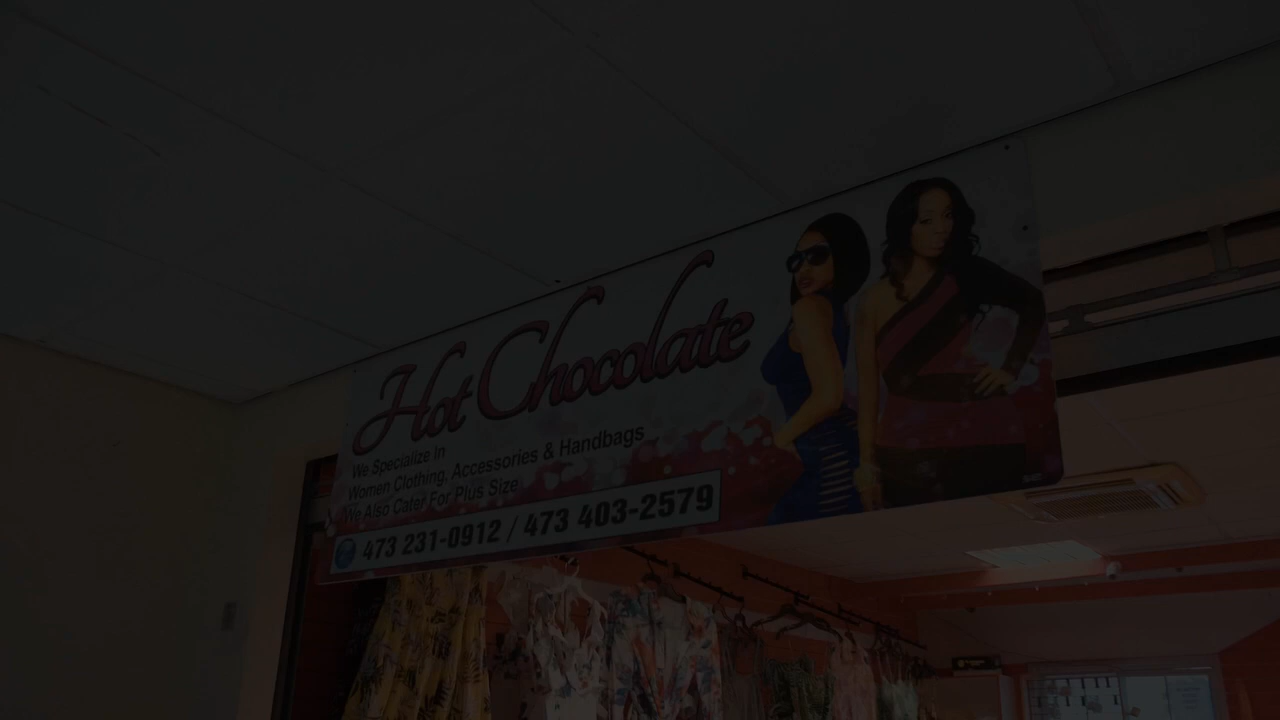 Hot Chocolate
We Specialize In
Women Clothing, Accessories & Handbags
We Also Cater For Plus Size
473 231-0912 / 473 403-2579